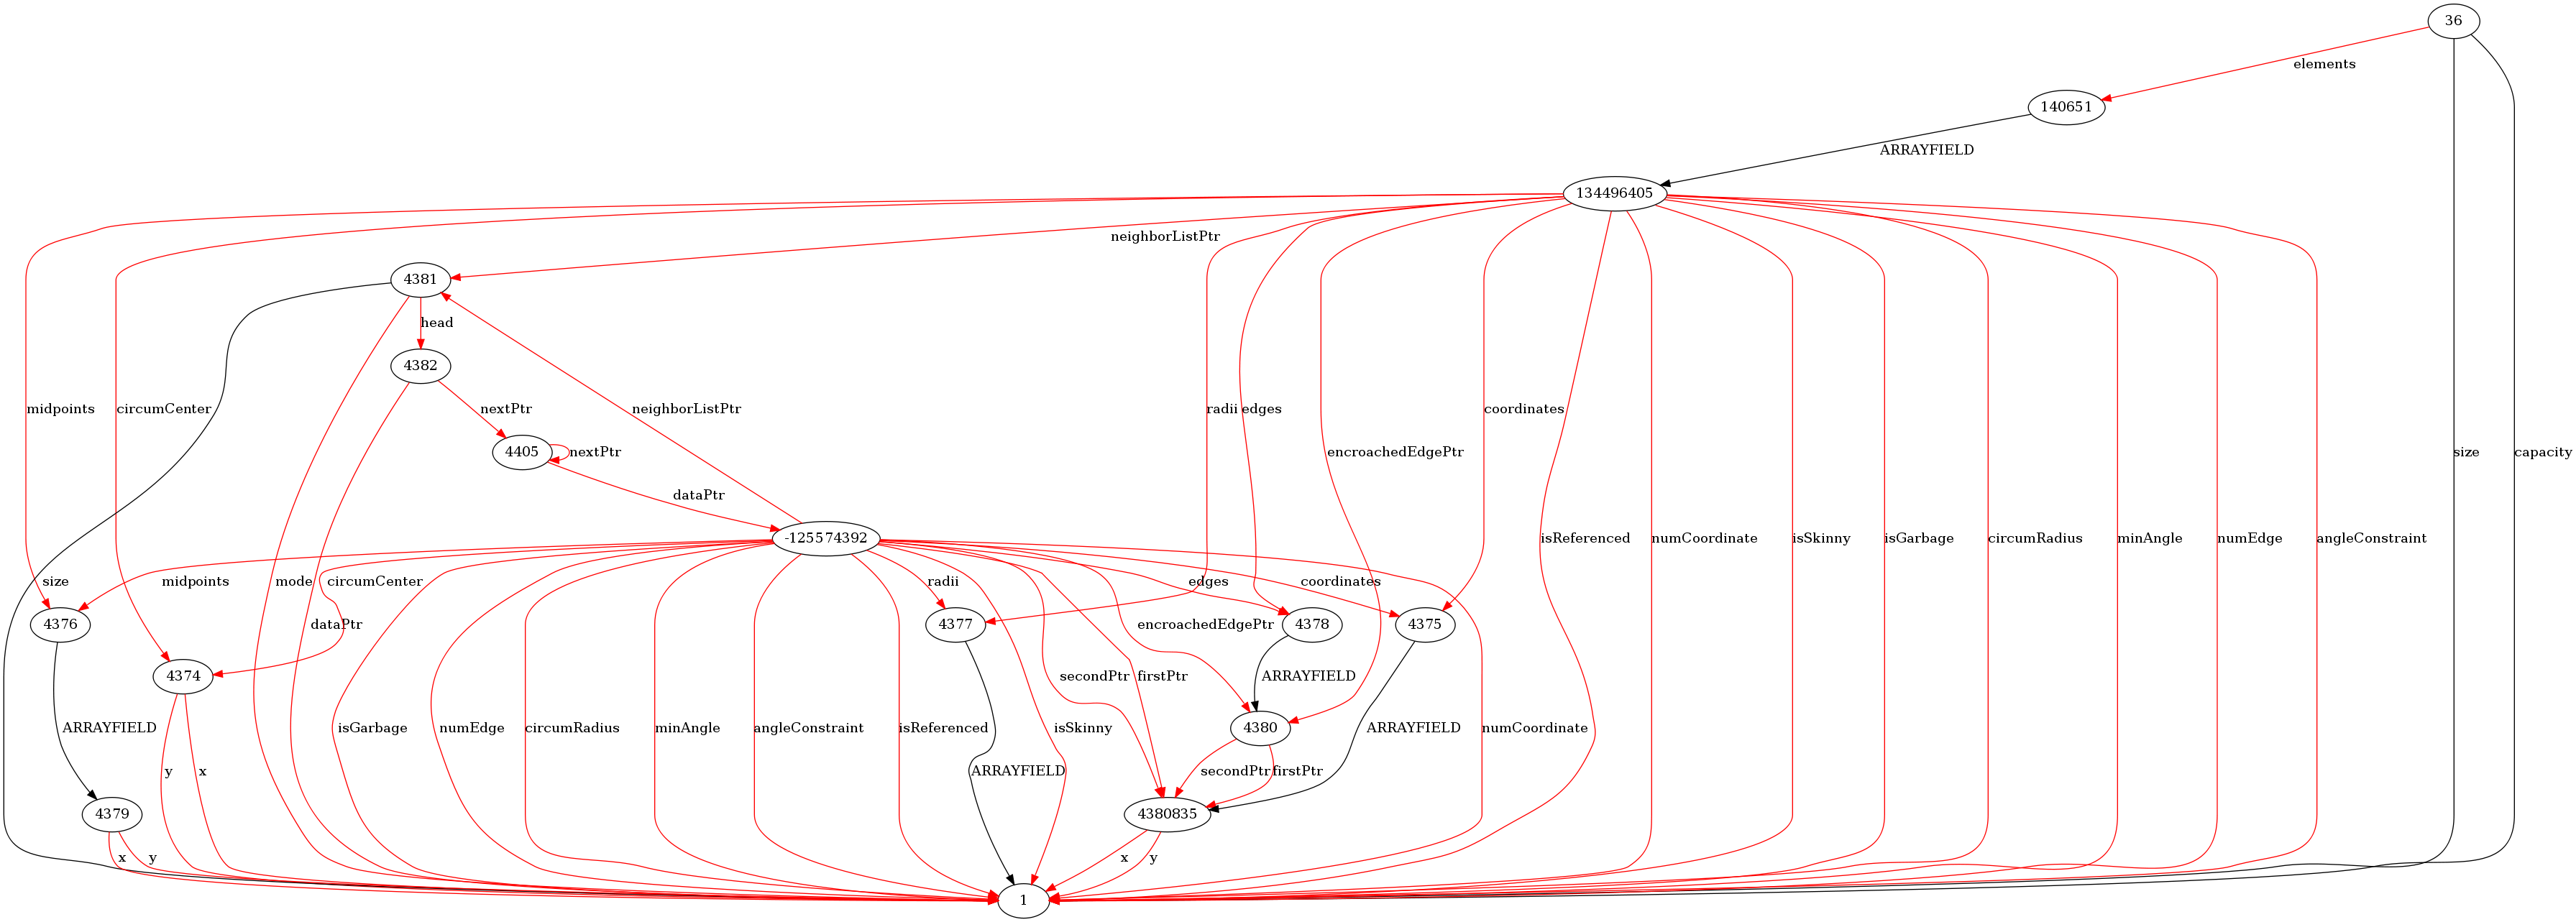 36
elements
140651
ARRAYFIELD
134496405
neighborListPtr
4381
head
4382
midpoints
circumCenter
nextPtr
neighborListPtr
radii
edges
coordinates
4405
nextPtr
encroachedEdgePtr
size
capacity
dataPtr
-125574392
isReferenced
numCoordinate
isSkinny
isGarbage
circumRadius
minAngle
numEdge
angleConstraint
size
mode
midpoints
circumCenter
radii
edges
coordinates
4376
dataPtr
4377
encroachedEdgePtr
4378
4375
4374
secondPtr
firstPtr
ARRAYFIELD
ARRAYFIELD
isGarbage
numEdge
circumRadius
minAngle
angleConstraint
isReferenced
isSkinny
4380
ARRAYFIELD
numCoordinate
y
x
ARRAYFIELD
secondPtr
firstPtr
4379
4380835
x
y
x
y
1